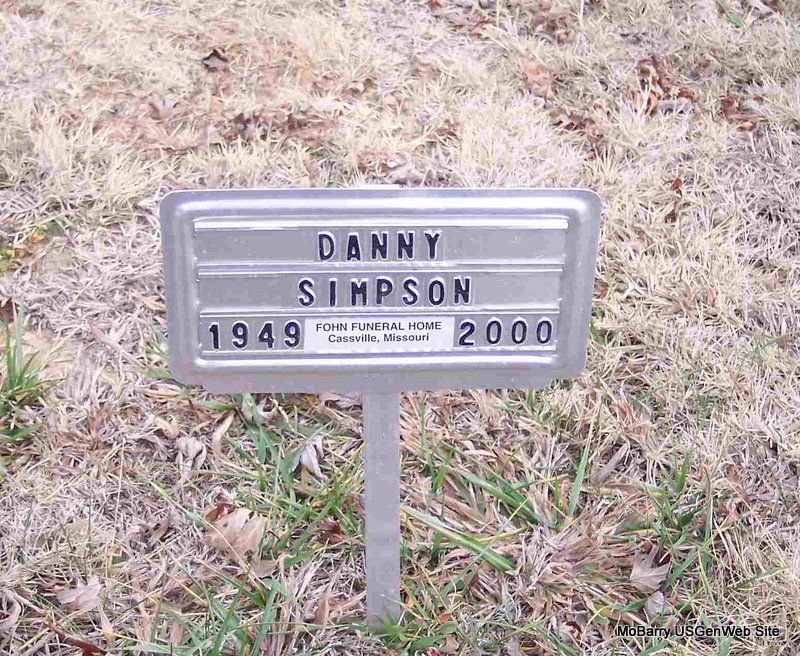 DANNY
SIMPSON
1949 FOHN FUNERAL HOME 2000
Cassville, Missouri
MoBarry USGenWeb Site